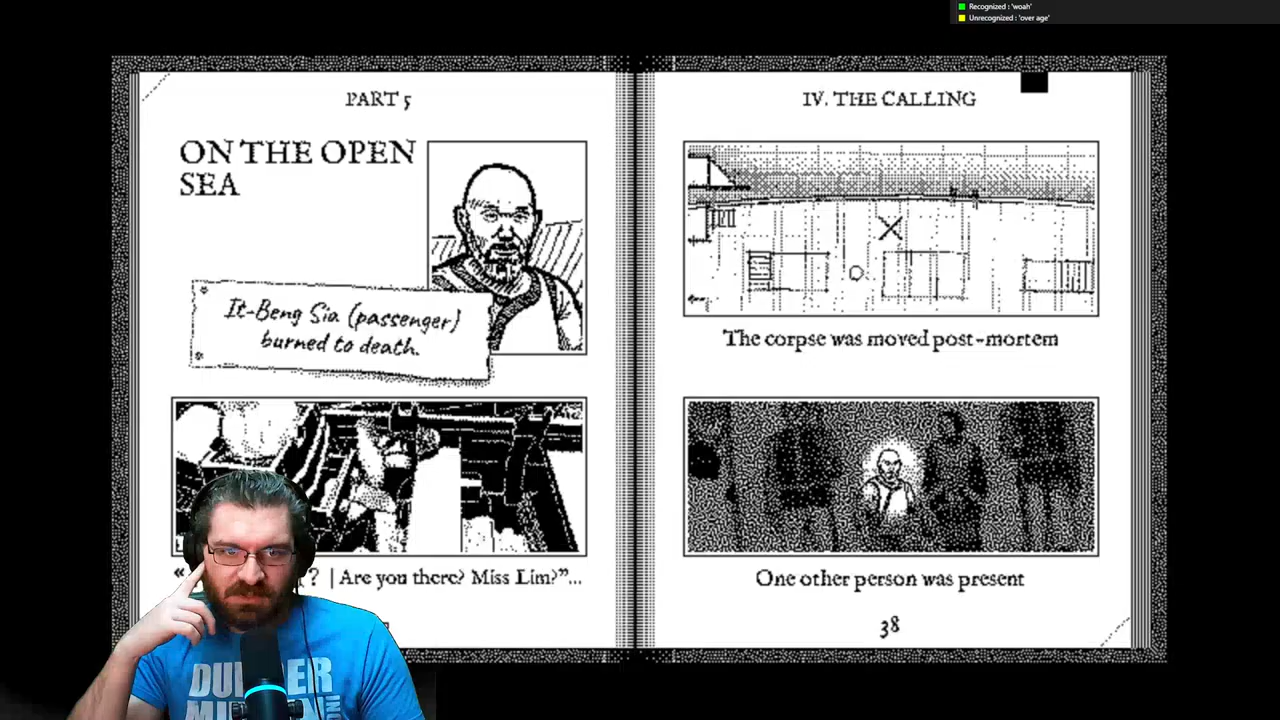 Recognized : 'woah'
Unrecognized : 'over age'
PART 5
ON THE OPEN
SEA
It-Beng Sia (passenger)
burned to death.
? | Are you there? Miss Lim?”...
IV. THE CALLING
The corpse was moved post-mortem
One other person was present
38